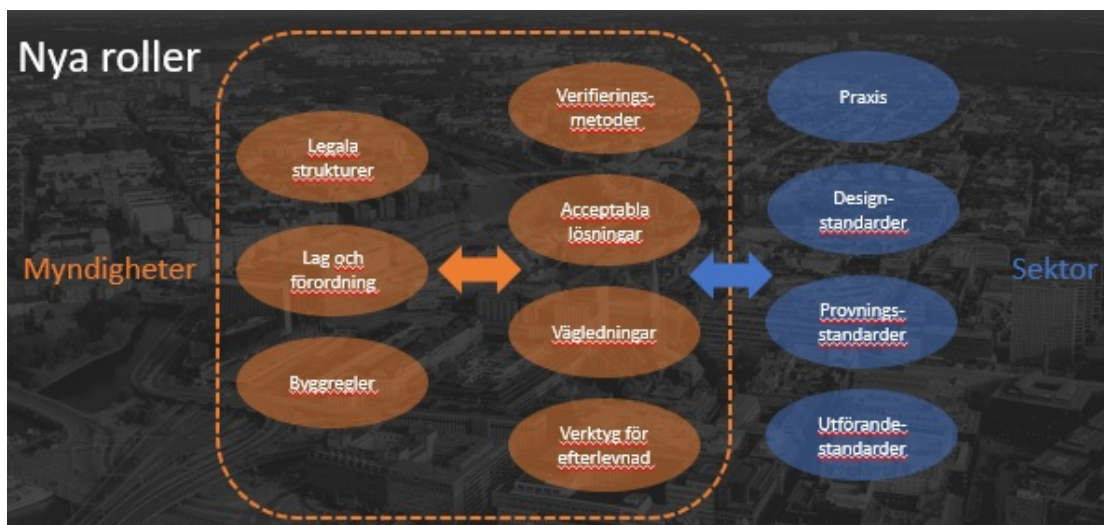 Nya roller
Myndigheter
Legala
strukturer
Lag och
förordning
Byggregler
Verifierings-
metoder
Acceptabla
lösningar
Vägledningar
Verktyg för
efterlevnad
Praxis
Design-
standarder
Provnings-
standarder
Utförande-
standarder
Sektor